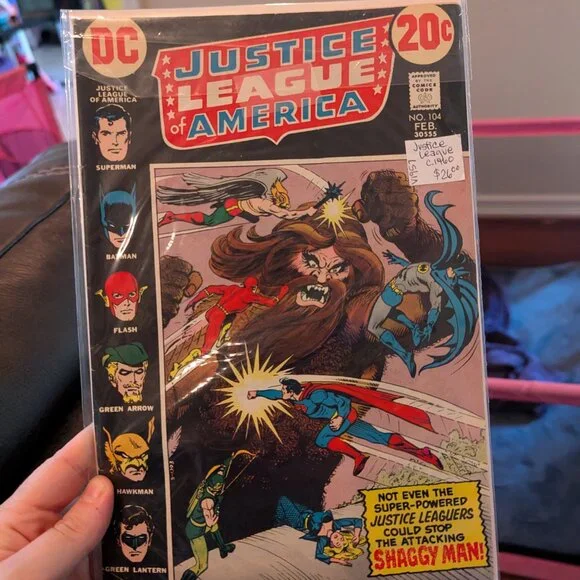 DC
JUSTICE
LEAGUE
of AMERICA
20¢
APPROVED
BY THE
COMICS
CODE
AUTHORITY
NO. 104
FEB.
30555
JUSTICE
LEAGUE
OF AMERICA
SUPERMAN
BATMAN
FLASH
GREEN ARROW
HAWKMAN
GREEN LANTERN
Justice
League
c.1960
$26.00
NOT EVEN THE
SUPER-POWERED
JUSTICE LEAGUERS
COULD STOP
THE ATTACKING
SHAGGY MAN!